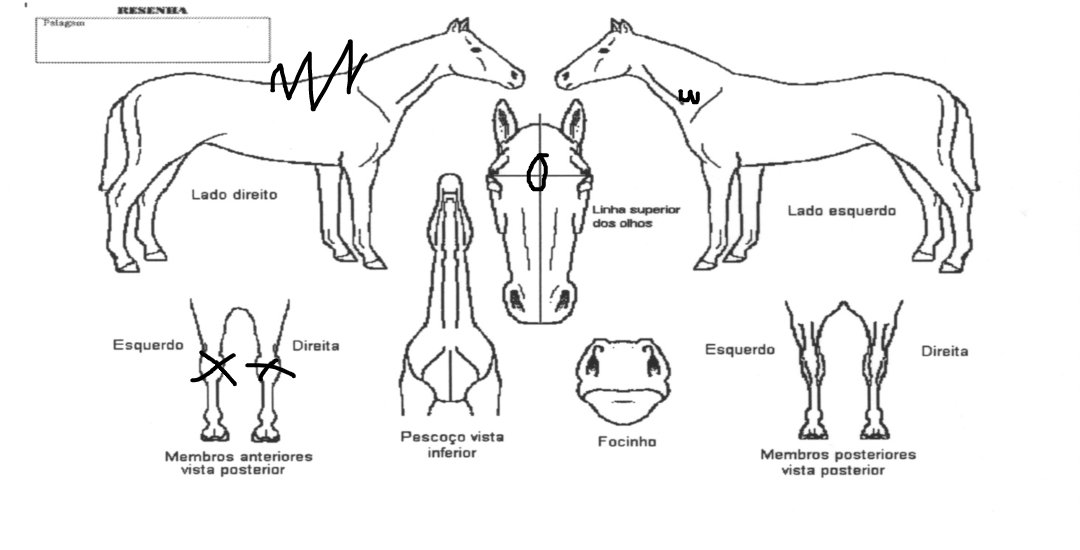 RESENHA
Pelagem
Lado direito
Linha superior
dos olhos
Lado esquerdo
Esquerdo
Direita
Membros anteriores
vista posterior
Pescoço vista
inferior
Focinho
Esquerdo
Direita
Membros posteriores
vista posterior